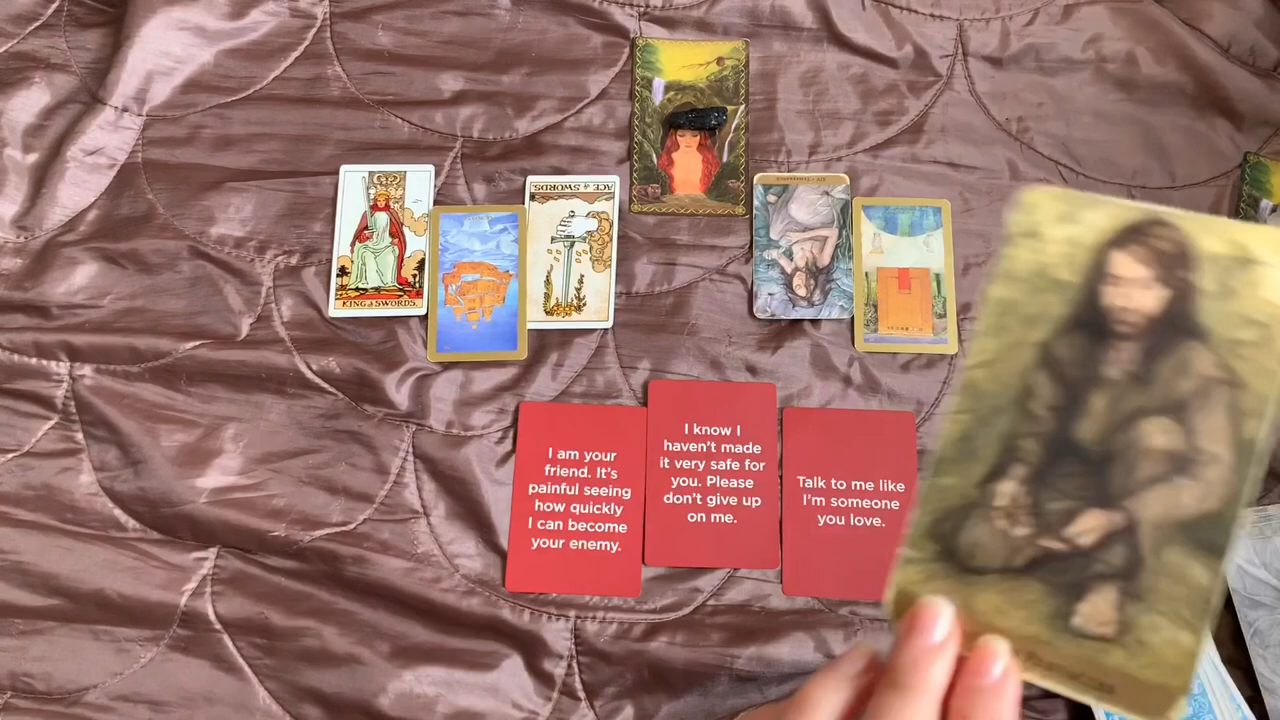 KING of SWORDS.
ACE of SWORDS.
I am your
friend. It's
painful seeing
how quickly
I can become
your enemy.
I know I
haven't made
it very safe for
you. Please
don't give up
on me.
Talk to me like
I'm someone
you love.